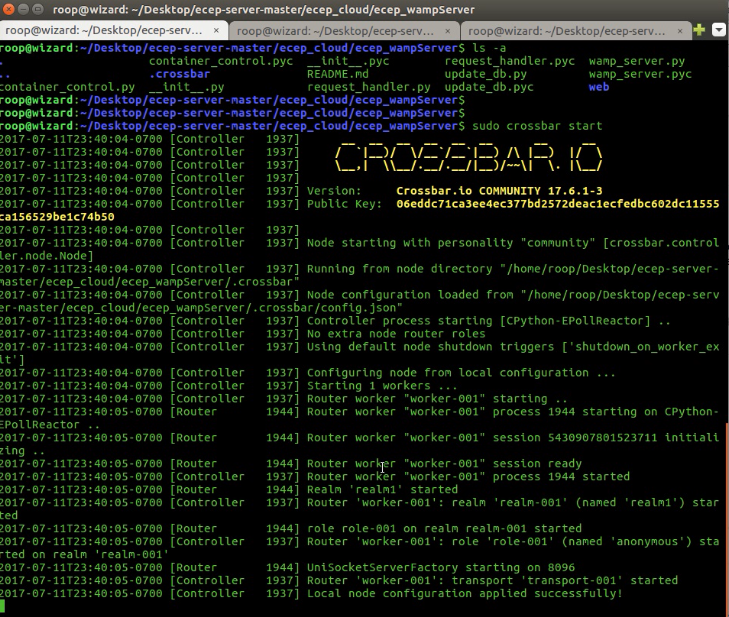 roop@wizard: ~/Desktop/ecep-server-master/ecep_cloud/ecep_wampServer
roop@wizard: ~/Desktop/ecep-serv... × roop@wizard: ~/Desktop/ecep-serv... × roop@wizard: ~/Desktop/ecep-serv... ×
roop@wizard:~/Desktop/ecep-server-master/ecep_cloud/ecep_wampServer$ ls -a
. container_control.pyc __init__.pyc request_handler.pyc wamp_server.py
.. .crossbar README.md update_db.py wamp_server.pyc
container_control.py __init__.py request_handler.py update_db.pyc web
roop@wizard:~/Desktop/ecep-server-master/ecep_cloud/ecep_wampServer$
roop@wizard:~/Desktop/ecep-server-master/ecep_cloud/ecep_wampServer$
roop@wizard:~/Desktop/ecep-server-master/ecep_cloud/ecep_wampServer$ sudo crossbar start
2017-07-11T23:40:04-0700 [Controller 1937]     __  __  __  __  __  __      __     __
2017-07-11T23:40:04-0700 [Controller 1937]    /  `|__)/  \/__`/__`|__) /\ |__)  |/  \
2017-07-11T23:40:04-0700 [Controller 1937]    \__,|  \\__/.__/.__/|__)/~~\|  \. |\__/
2017-07-11T23:40:04-0700 [Controller 1937]
2017-07-11T23:40:04-0700 [Controller 1937] Version: Crossbar.io COMMUNITY 17.6.1-3
2017-07-11T23:40:04-0700 [Controller 1937] Public Key: 06eddc71ca3ee4ec377bd2572deac1ecfedbc602dc11555
ca156529be1c74b50
2017-07-11T23:40:04-0700 [Controller 1937]
2017-07-11T23:40:04-0700 [Controller 1937] Node starting with personality "community" [crossbar.control
ler.node.Node]
2017-07-11T23:40:04-0700 [Controller 1937] Running from node directory "/home/roop/Desktop/ecep-server-
master/ecep_cloud/ecep_wampServer/.crossbar"
2017-07-11T23:40:04-0700 [Controller 1937] Node configuration loaded from "/home/roop/Desktop/ecep-serv
er-master/ecep_cloud/ecep_wampServer/.crossbar/config.json"
2017-07-11T23:40:04-0700 [Controller 1937] Controller process starting [CPython-EPollReactor] ..
2017-07-11T23:40:04-0700 [Controller 1937] No extra node router roles
2017-07-11T23:40:04-0700 [Controller 1937] Using default node shutdown triggers ['shutdown_on_worker_ex
it']
2017-07-11T23:40:04-0700 [Controller 1937] Configuring node from local configuration ...
2017-07-11T23:40:04-0700 [Controller 1937] Starting 1 workers ...
2017-07-11T23:40:04-0700 [Controller 1937] Router worker "worker-001" starting ..
2017-07-11T23:40:05-0700 [Router 1944] Router worker "worker-001" process 1944 starting on CPython-
EPollReactor ..
2017-07-11T23:40:05-0700 [Router 1944] Router worker "worker-001" session 5430907801523711 initiali
zing ..
2017-07-11T23:40:05-0700 [Router 1944] Router worker "worker-001" session ready
2017-07-11T23:40:05-0700 [Controller 1937] Router worker "worker-001" process 1944 started
2017-07-11T23:40:05-0700 [Router 1944] Realm 'realm1' started
2017-07-11T23:40:05-0700 [Controller 1937] Router 'worker-001': realm 'realm-001' (named 'realm1') star
ted
2017-07-11T23:40:05-0700 [Router 1944] role role-001 on realm realm-001 started
2017-07-11T23:40:05-0700 [Controller 1937] Router 'worker-001': role 'role-001' (named 'anonymous') sta
rted on realm 'realm-001'
2017-07-11T23:40:05-0700 [Router 1944] UniSocketServerFactory starting on 8096
2017-07-11T23:40:05-0700 [Controller 1937] Router 'worker-001': transport 'transport-001' started
2017-07-11T23:40:05-0700 [Controller 1937] Local node configuration applied successfully!